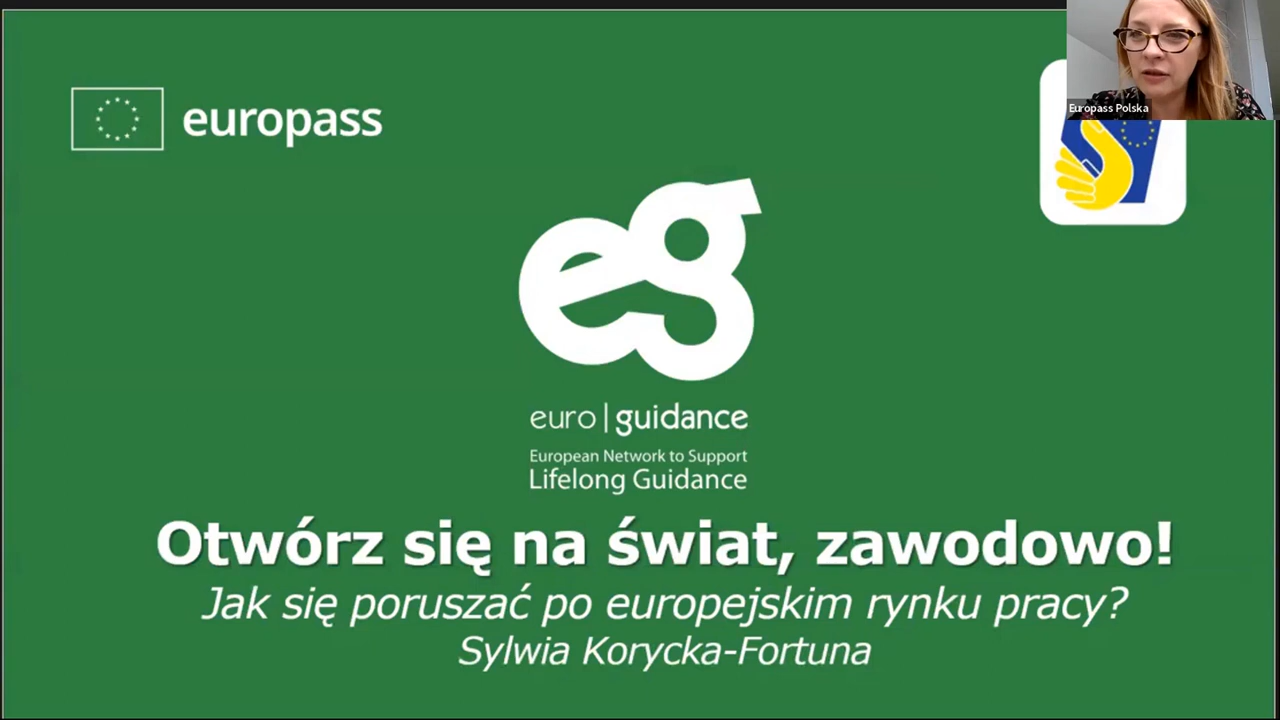 europass
Europass Polska
eg
euro|guidance
European Network to Support
Lifelong Guidance
Otwórz się na świat, zawodowo!
Jak się poruszać po europejskim rynku pracy?
Sylwia Korycka-Fortuna